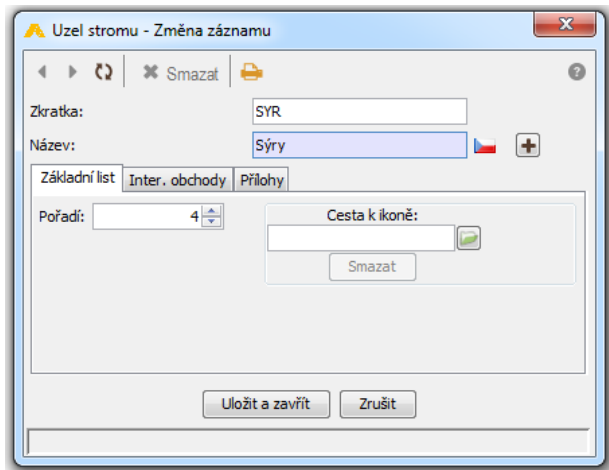 Uzel stromu - Změna záznamu
Smazat
Zkratka: SYR
Název: Sýry
Základní list Inter. obchody Přílohy
Pořadí: 4 Cesta k ikoně:
Smazat
Uložit a zavřít Zrušit